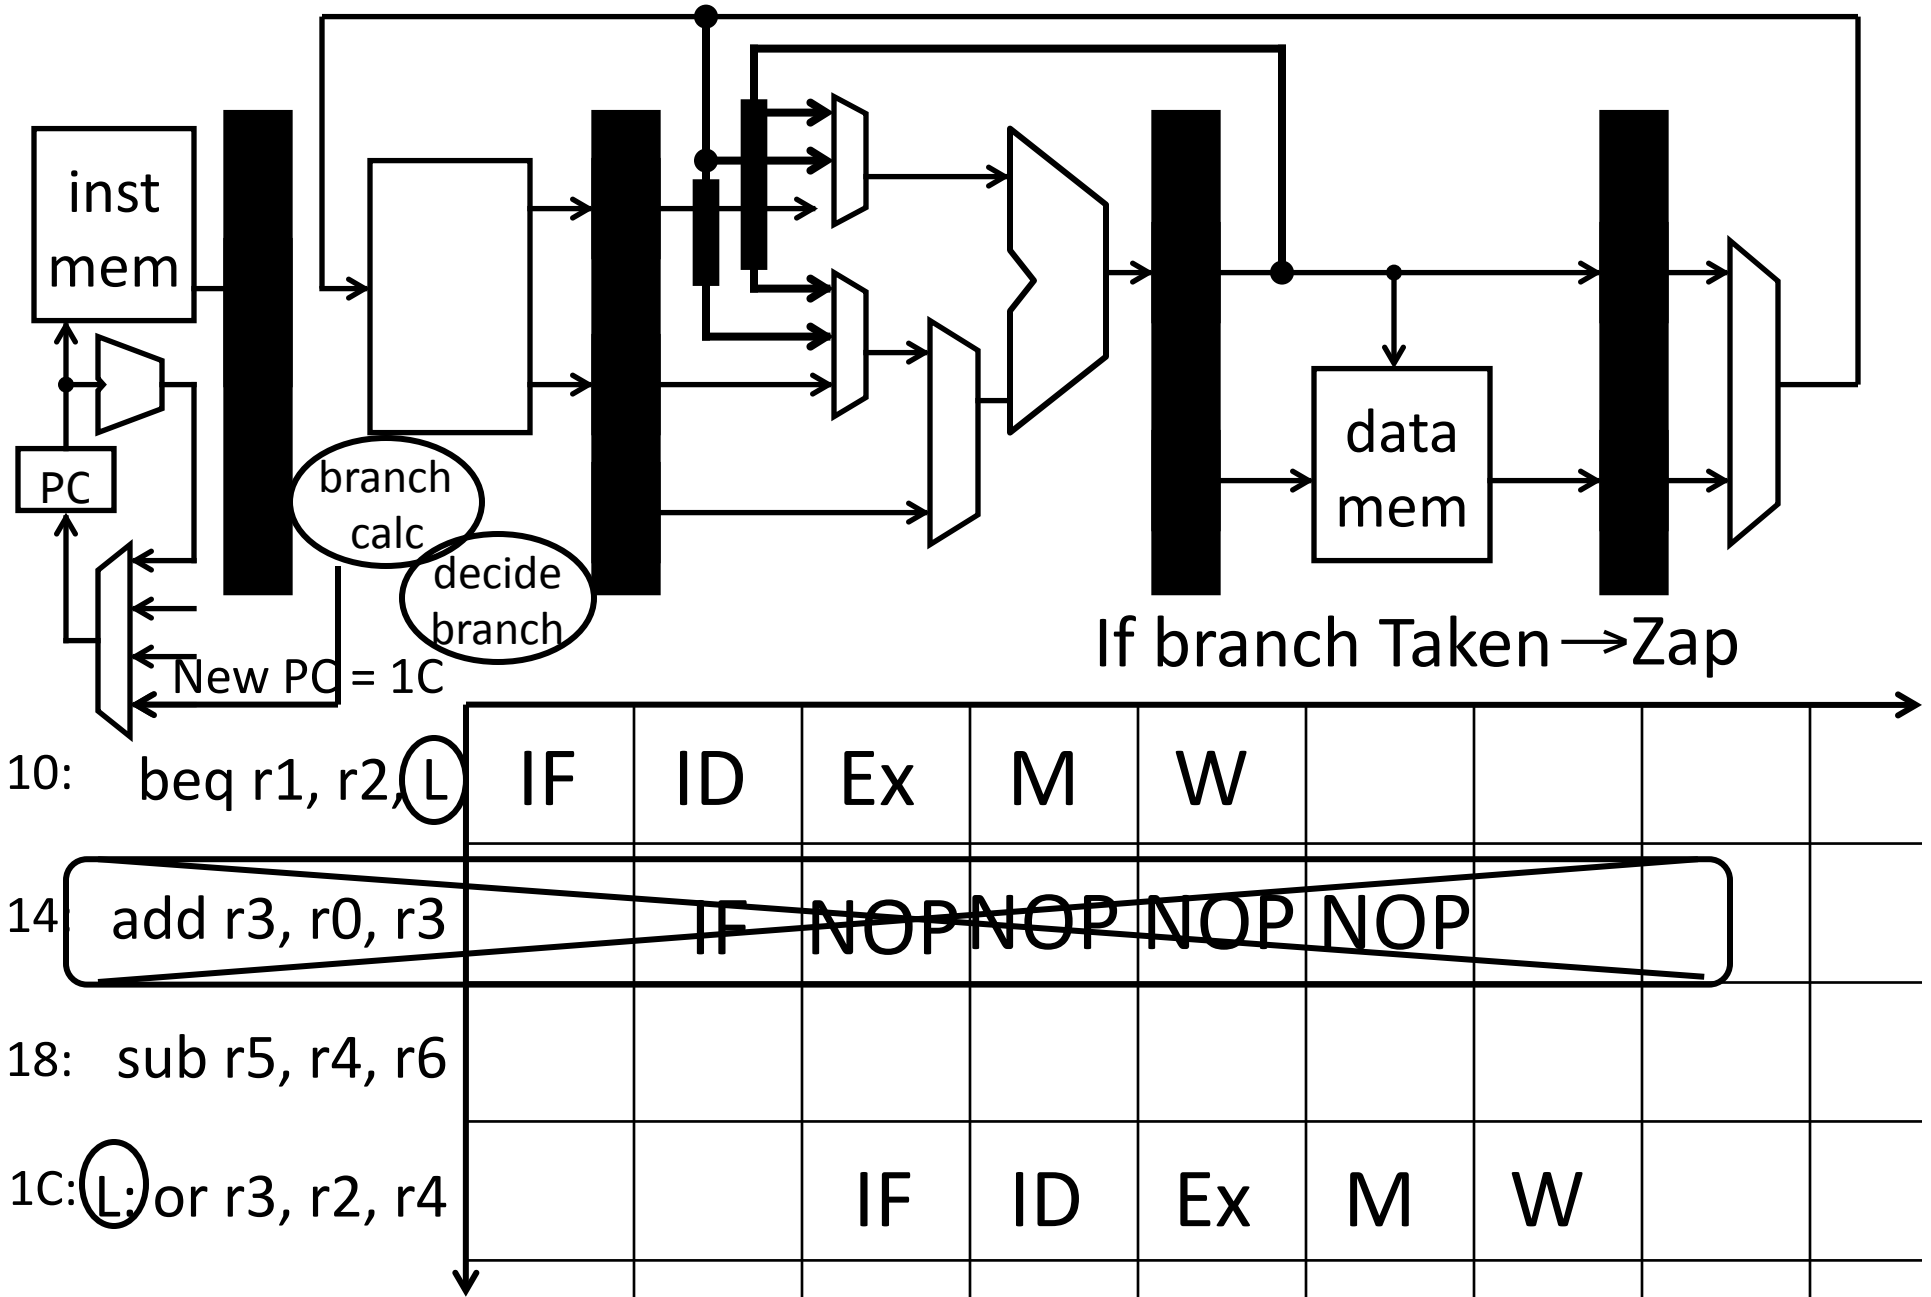 inst
mem
PC
branch
calc
decide
branch
data
mem
If branch Taken → Zap
New PC = 1C
10: beq r1, r2, L IF ID Ex M W
14: add r3, r0, r3 IF NOP NOP NOP NOP
18: sub r5, r4, r6
1C: L: or r3, r2, r4 IF ID Ex M W